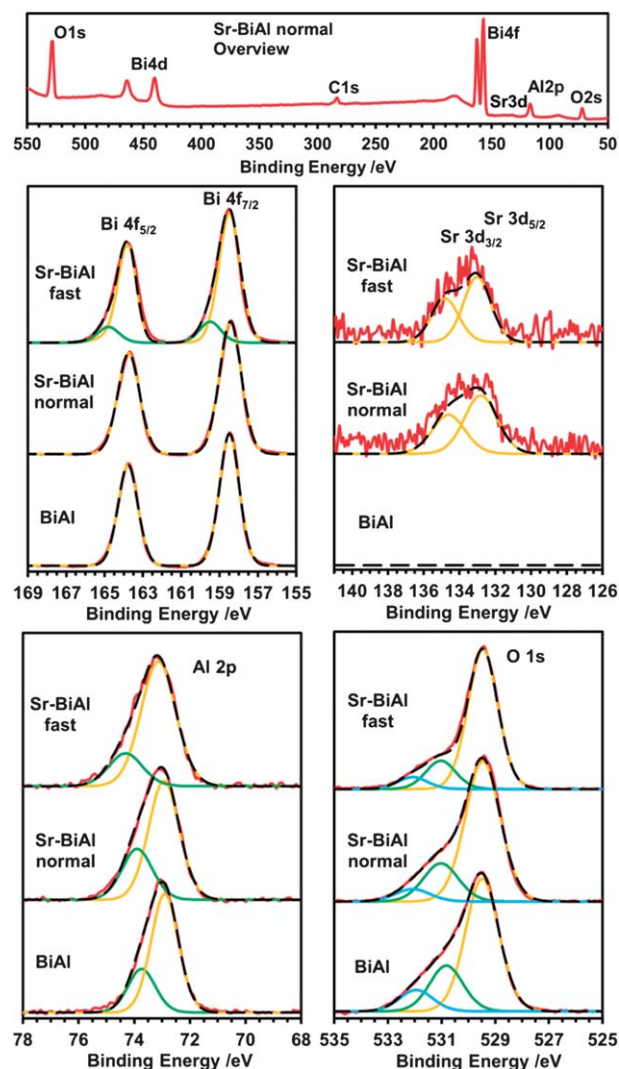 Sr-BiAl normal
Overview
O1s
Bi4d
C1s
Bi4f
Sr3d
Al2p
O2s
550 500 450 400 350 300 250 200 150 100 50
Binding Energy /eV
Bi 4f5/2
Bi 4f7/2
Sr-BiAl
fast
Sr-BiAl
normal
BiAl
169 167 165 163 161 159 157 155
Binding Energy /eV
Sr 3d5/2
Sr 3d3/2
Sr-BiAl
fast
Sr-BiAl
normal
BiAl
140 138 136 134 132 130 128 126
Binding Energy /eV
Al 2p
Sr-BiAl
fast
Sr-BiAl
normal
BiAl
78 76 74 72 70 68
Binding Energy /eV
O 1s
Sr-BiAl
fast
Sr-BiAl
normal
BiAl
535 533 531 529 527 525
Binding Energy /eV